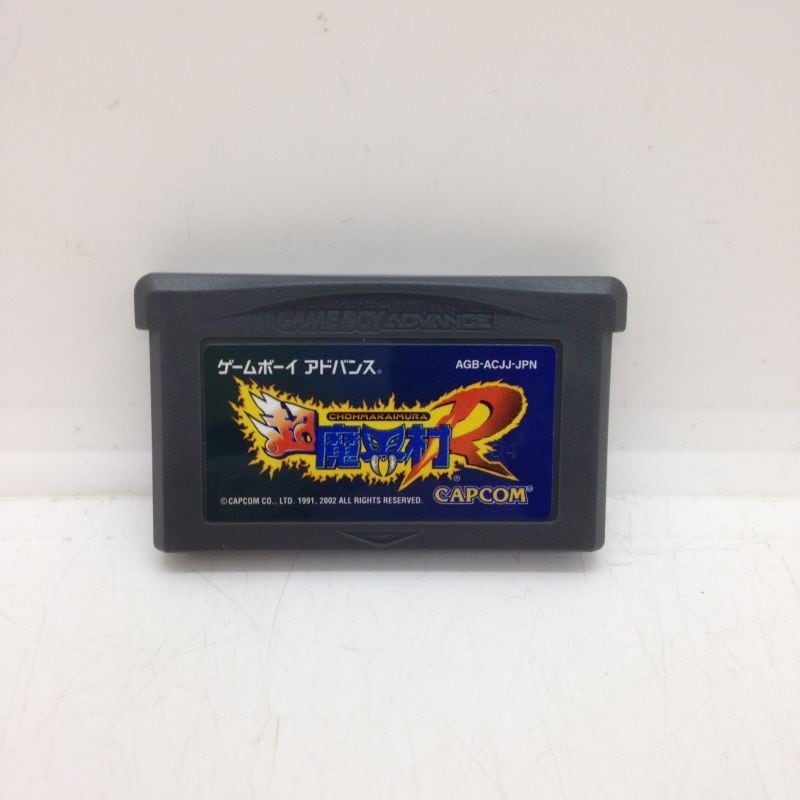 GAME BOY ADVANCE
ゲームボーイ アドバンス®
AGB-ACJJ-JPN
CHOHMAKAIMURA
超魔界村R®
©CAPCOM CO., LTD. 1991, 2002 ALL RIGHTS RESERVED.
CAPCOM®